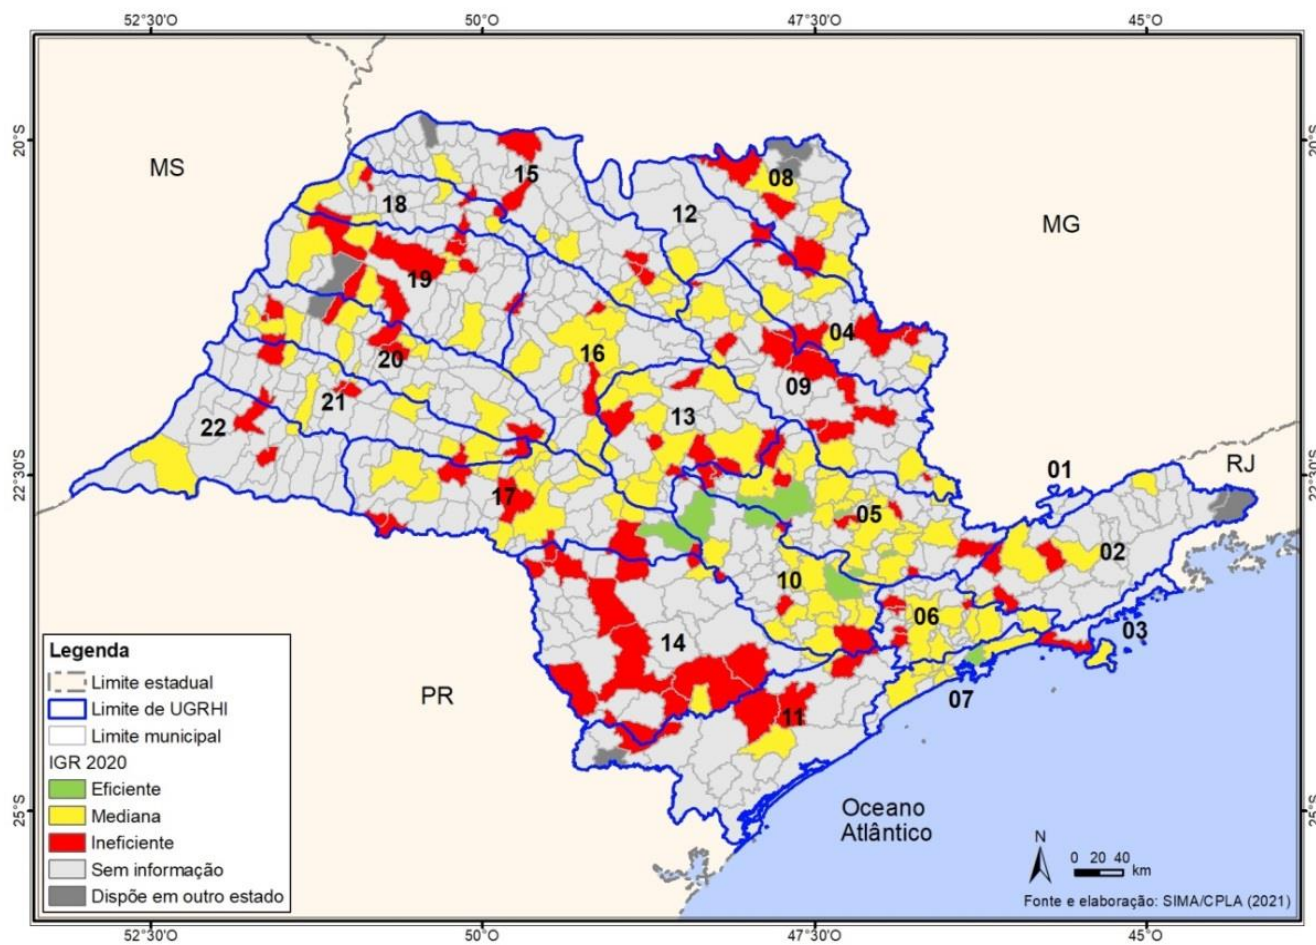 52°30'O 50°O 47°30'O 45°O
20°S
20°S
MS
MG
15
08
18
12
19
04
16
20
09
21
13
22
22°30'S
22°30'S
01
RJ
17
05
02
10
06
03
14
07
11
PR
Legenda
Limite estadual
Limite de UGRHI
Limite municipal
IGR 2020
Eficiente
Mediana
Ineficiente
Sem informação
Dispõe em outro estado
25°S
25°S
Oceano
Atlântico
N
0 20 40
km
Fonte e elaboração: SIMA/CPLA (2021)
52°30'O 50°O 47°30'O 45°O